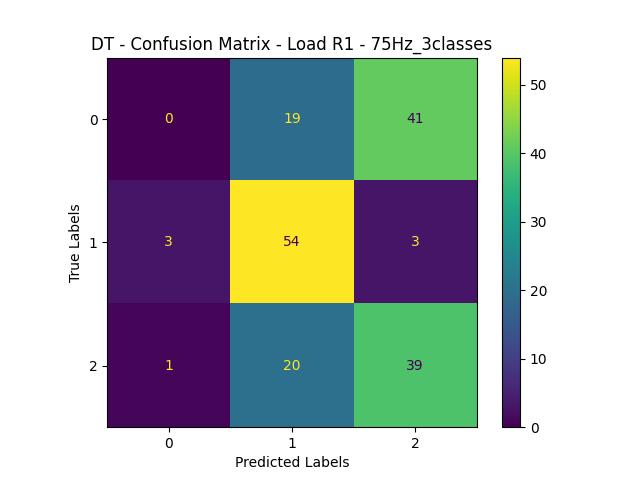 DT - Confusion Matrix - Load R1 - 75Hz_3classes
0 19 41
3 54 3
1 20 39
0
1
2
True Labels
0 1 2
Predicted Labels
50
40
30
20
10
0